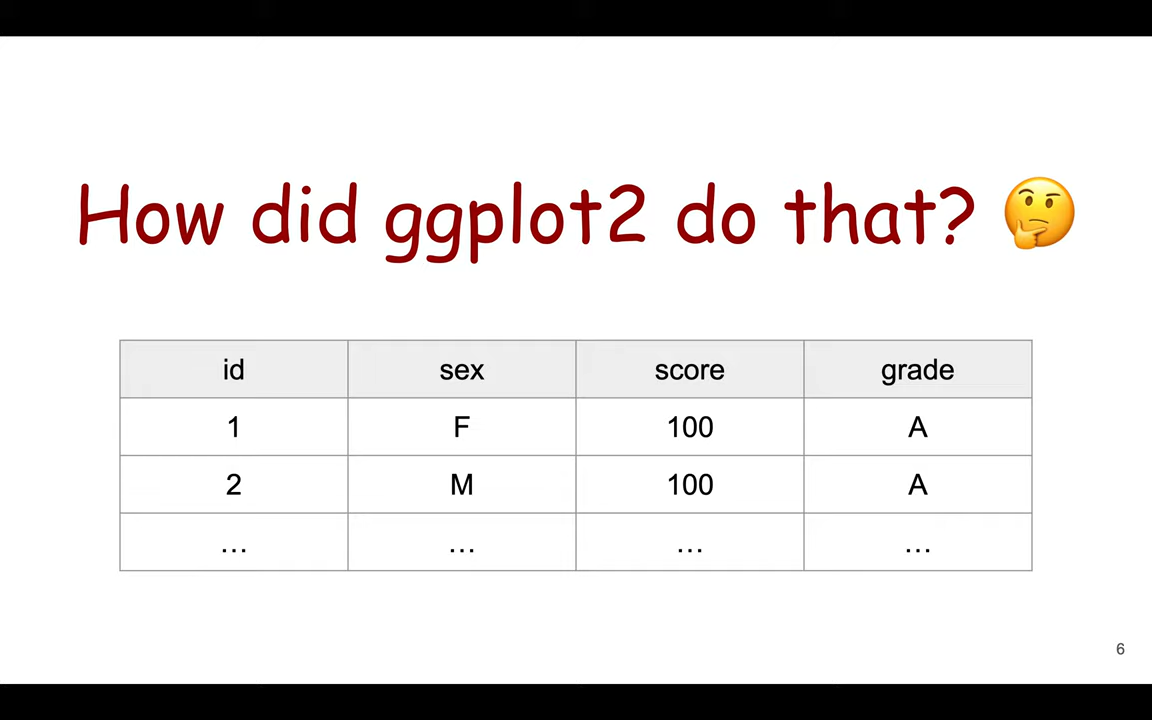 How did ggplot2 do that? 🤔
id sex score grade
1 F 100 A
2 M 100 A
… … … …
6